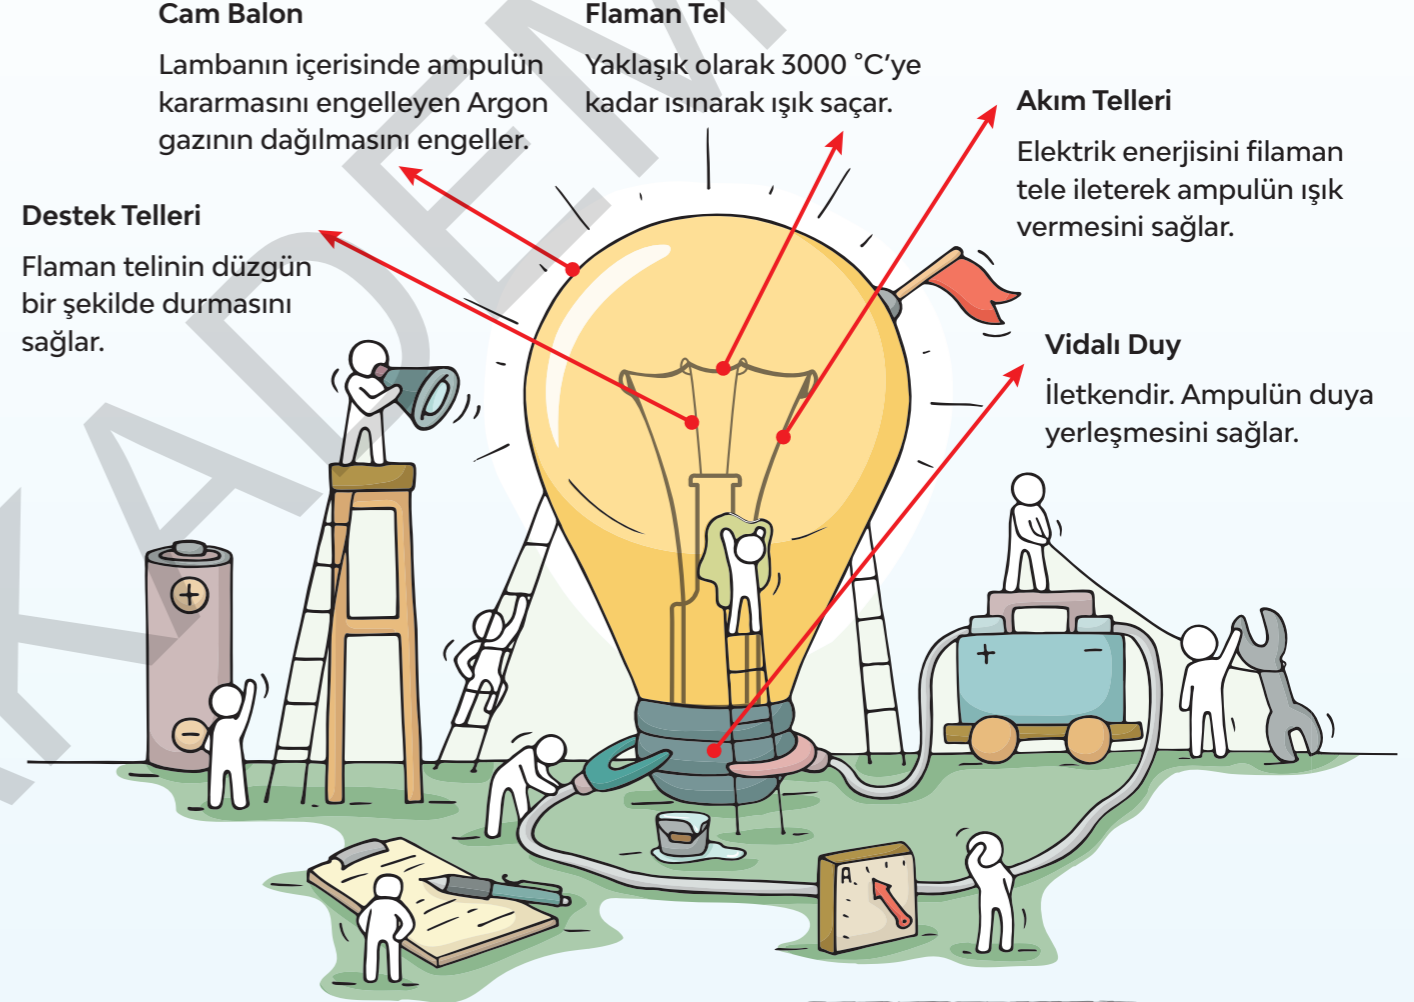 Cam Balon
Lambanın içerisinde ampulün
kararmasını engelleyen Argon
gazının dağılmasını engeller.
Flaman Tel
Yaklaşık olarak 3000 °C'ye
kadar ısınarak ışık saçar.
Akım Telleri
Elektrik enerjisini filaman
tele ileterek ampulün ışık
vermesini sağlar.
Destek Telleri
Flaman telinin düzgün
bir şekilde durmasını
sağlar.
Vidalı Duy
İletkendir. Ampulün duya
yerleşmesini sağlar.
+
−
+ −
A
KADEM